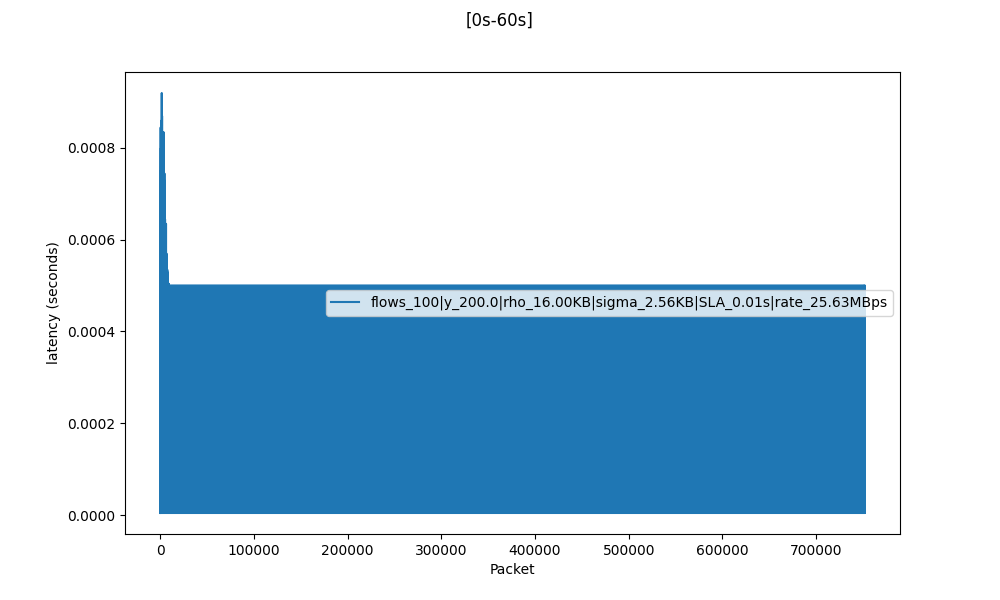 [0s-60s]
latency (seconds)
0.0008
0.0006
0.0004
0.0002
0.0000
flows_100|y_200.0|rho_16.00KB|sigma_2.56KB|SLA_0.01s|rate_25.63MBps
0 100000 200000 300000 400000 500000 600000 700000
Packet